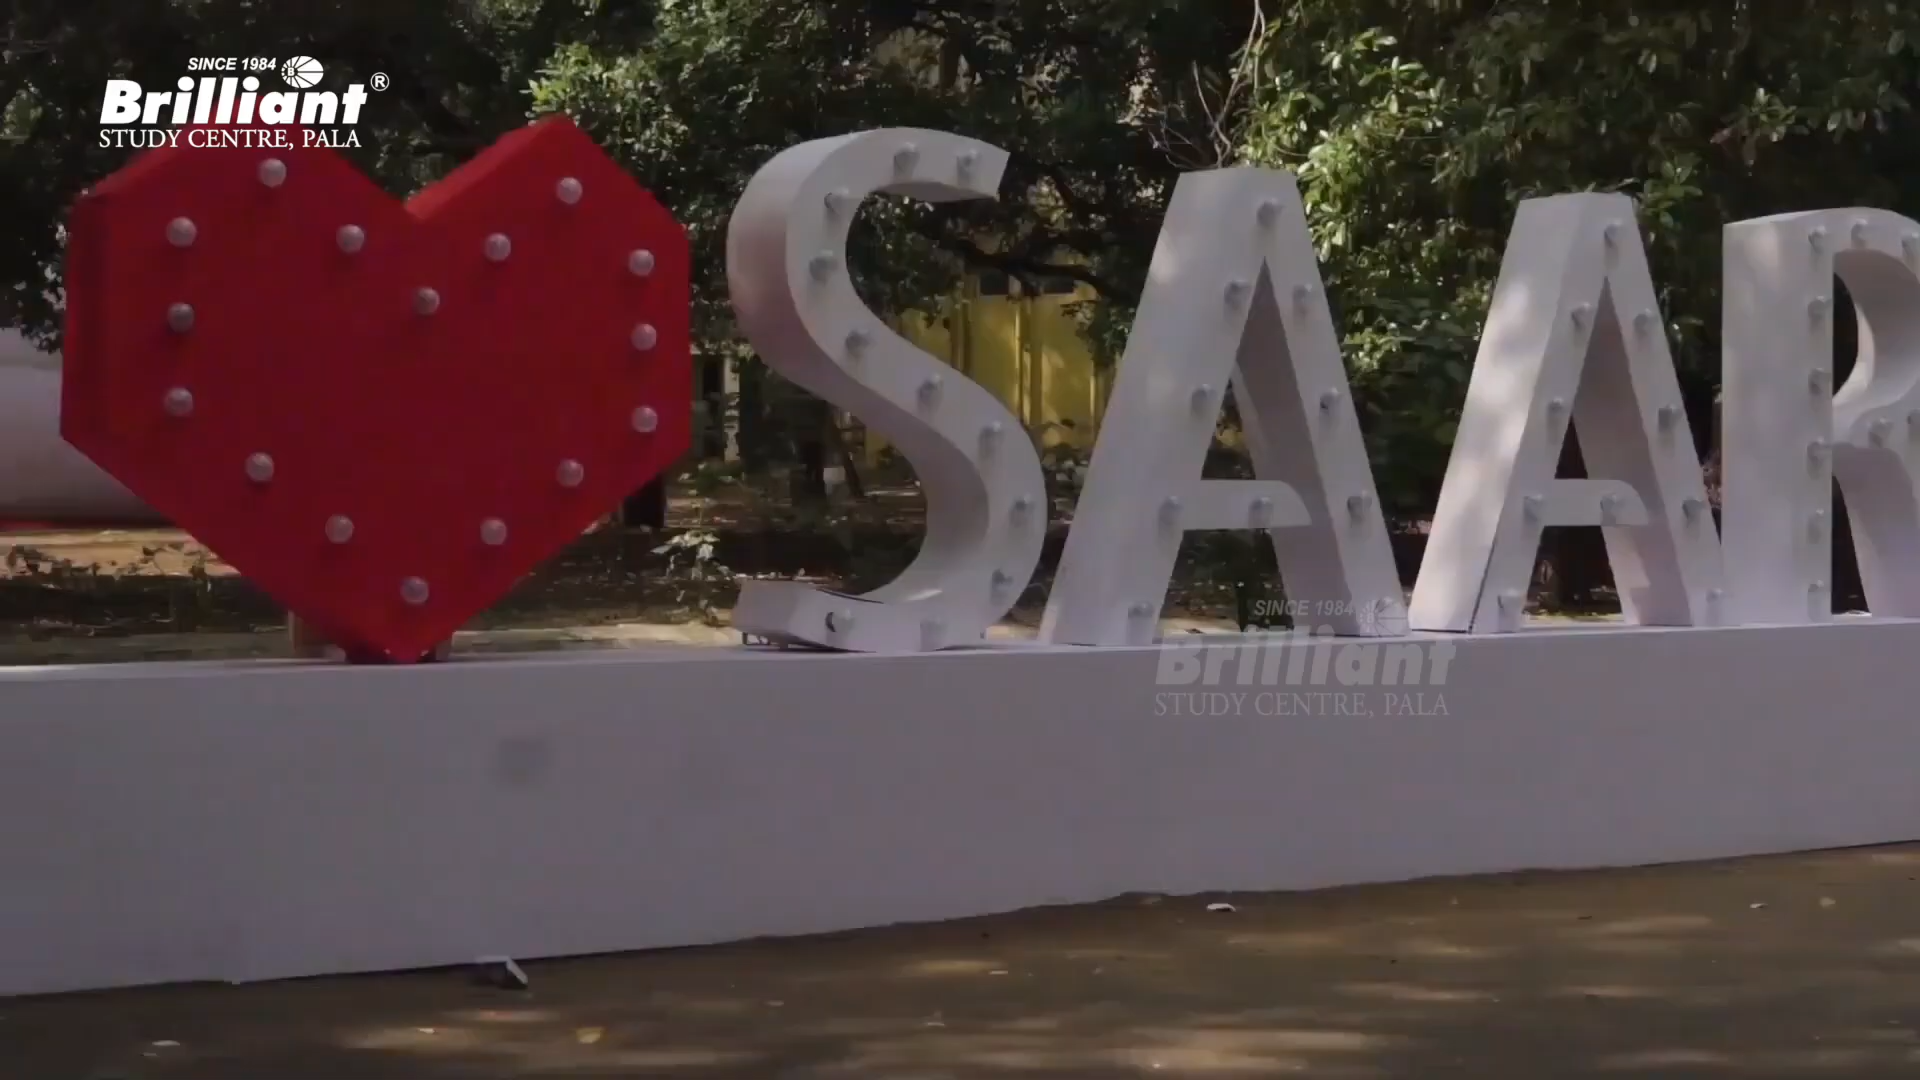 SINCE 1984
Brilliant®
STUDY CENTRE, PALA
SAAR
SINCE 1984
Brilliant
STUDY CENTRE, PALA